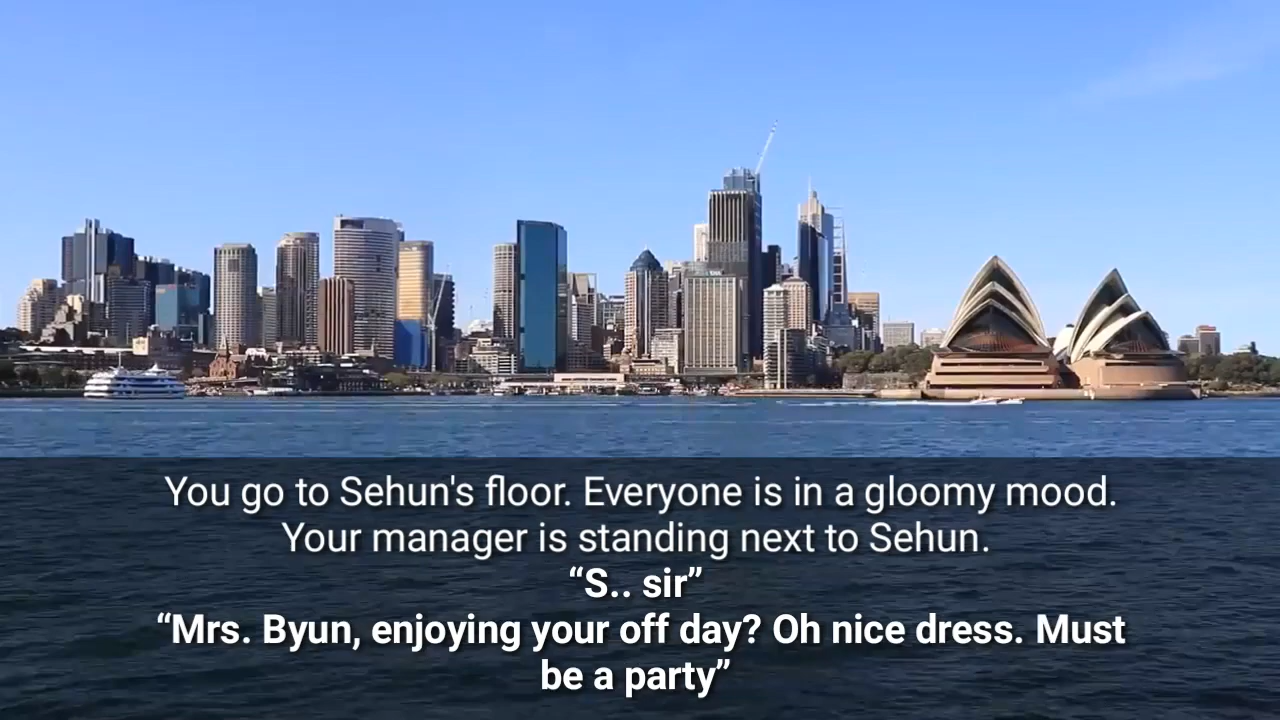 You go to Sehun's floor. Everyone is in a gloomy mood.
Your manager is standing next to Sehun.
“S.. sir”
“Mrs. Byun, enjoying your off day? Oh nice dress. Must
be a party”